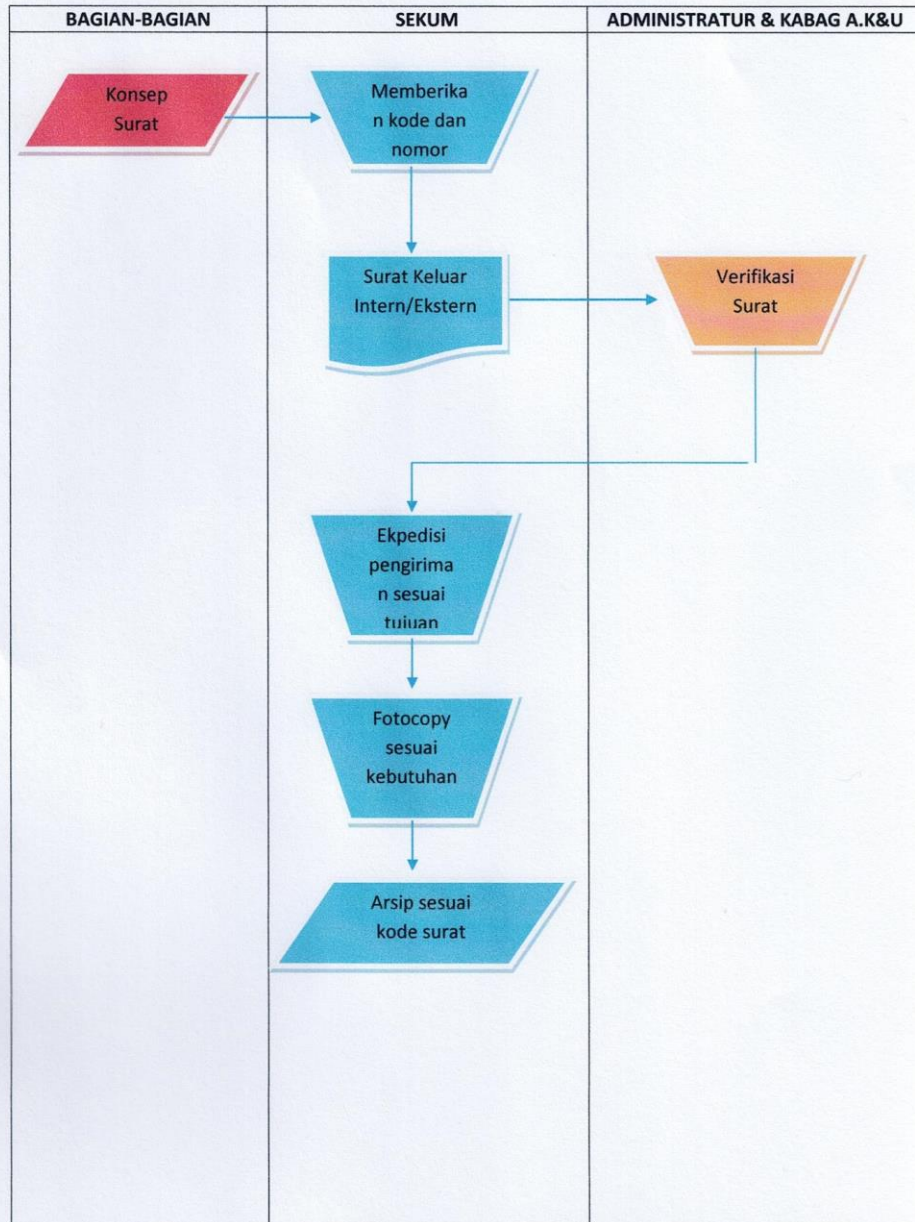 BAGIAN-BAGIAN
SEKUM
ADMINISTRATUR & KABAG A.K&U
Konsep
Surat
Memberika
n kode dan
nomor
Surat Keluar
Intern/Ekstern
Verifikasi
Surat
Ekpedisi
pengirima
n sesuai
tujuan
Fotocopy
sesuai
kebutuhan
Arsip sesuai
kode surat